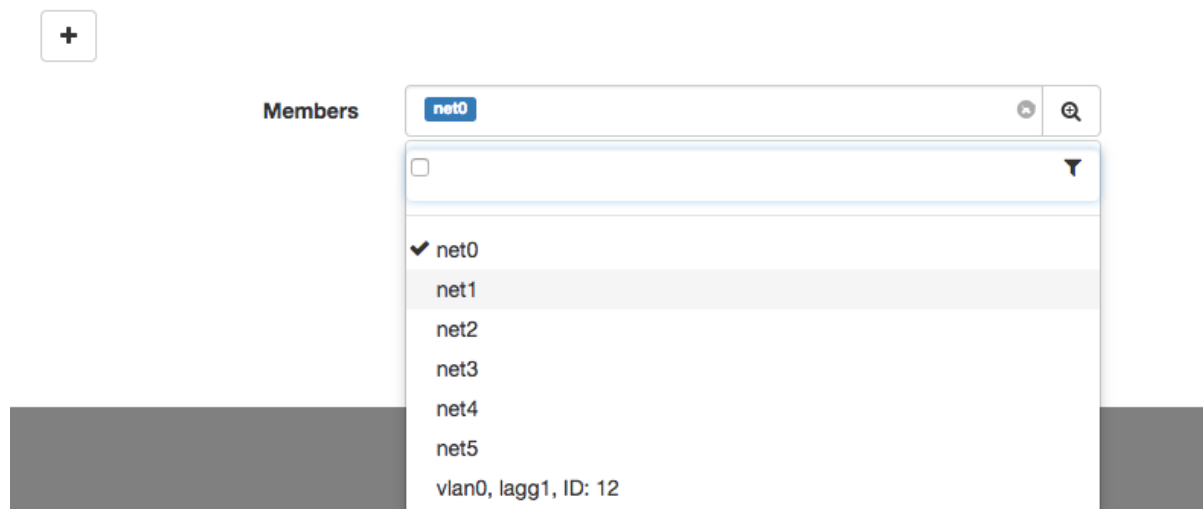 Members net0
net0
net1
net2
net3
net4
net5
vlan0, lagg1, ID: 12